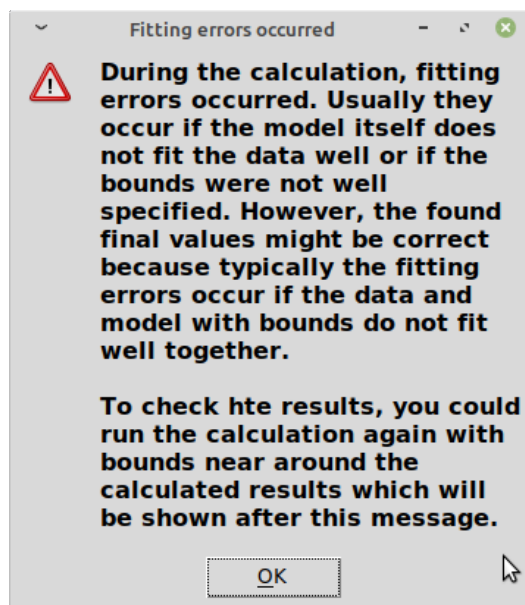 Fitting errors occurred
During the calculation, fitting
errors occurred. Usually they
occur if the model itself does
not fit the data well or if the
bounds were not well
specified. However, the found
final values might be correct
because typically the fitting
errors occur if the data and
model with bounds do not fit
well together.
To check hte results, you could
run the calculation again with
bounds near around the
calculated results which will
be shown after this message.
OK